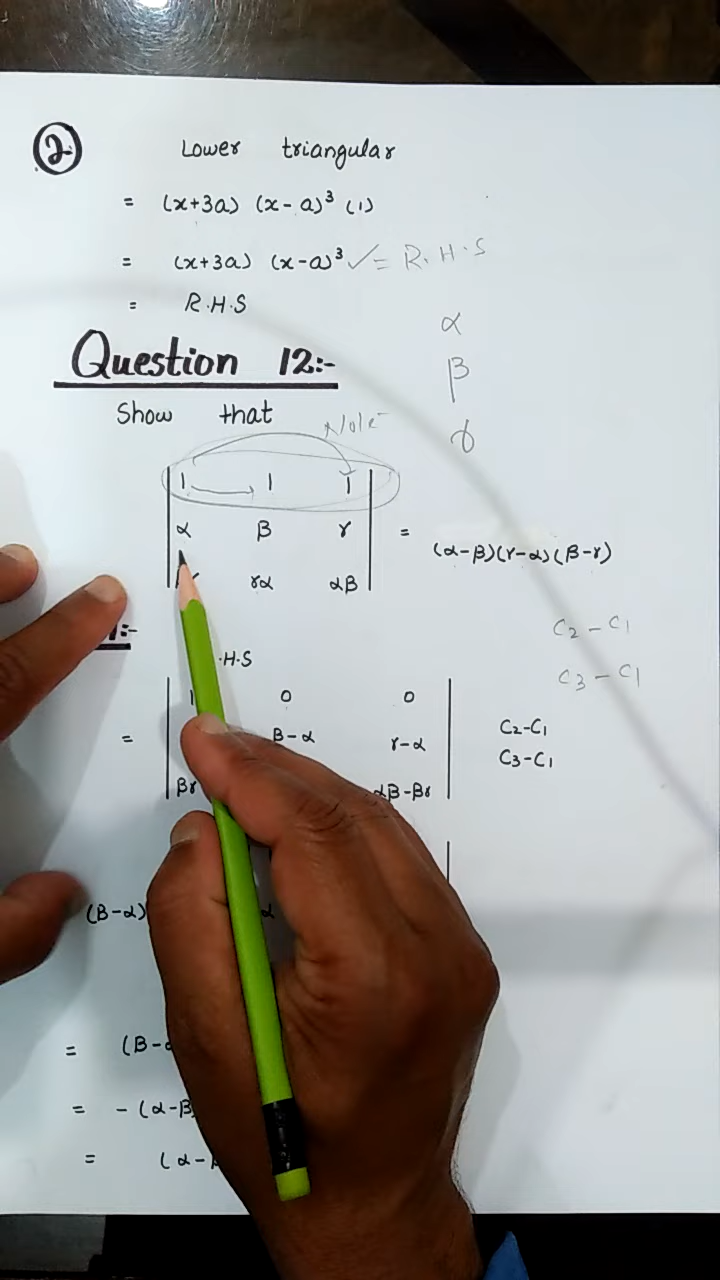 2 Lower triangular
= (x+3a) (x-a)³ (1)
= (x+3a) (x-a)³ ✓ = R.H.S
= R.H.S
α
Question 12:-
β
Show that
Note
γ
1 1 1
α β γ =
(α-β)(γ-α)(β-γ)
γα αβ
C2 - C1
:-
.H.S
C3 - C1
1 0 0
= β-α γ-α
C2-C1
C3-C1
βγ αβ-βγ
(β-α) α
= (β-α
= -(α-β
= (α-β